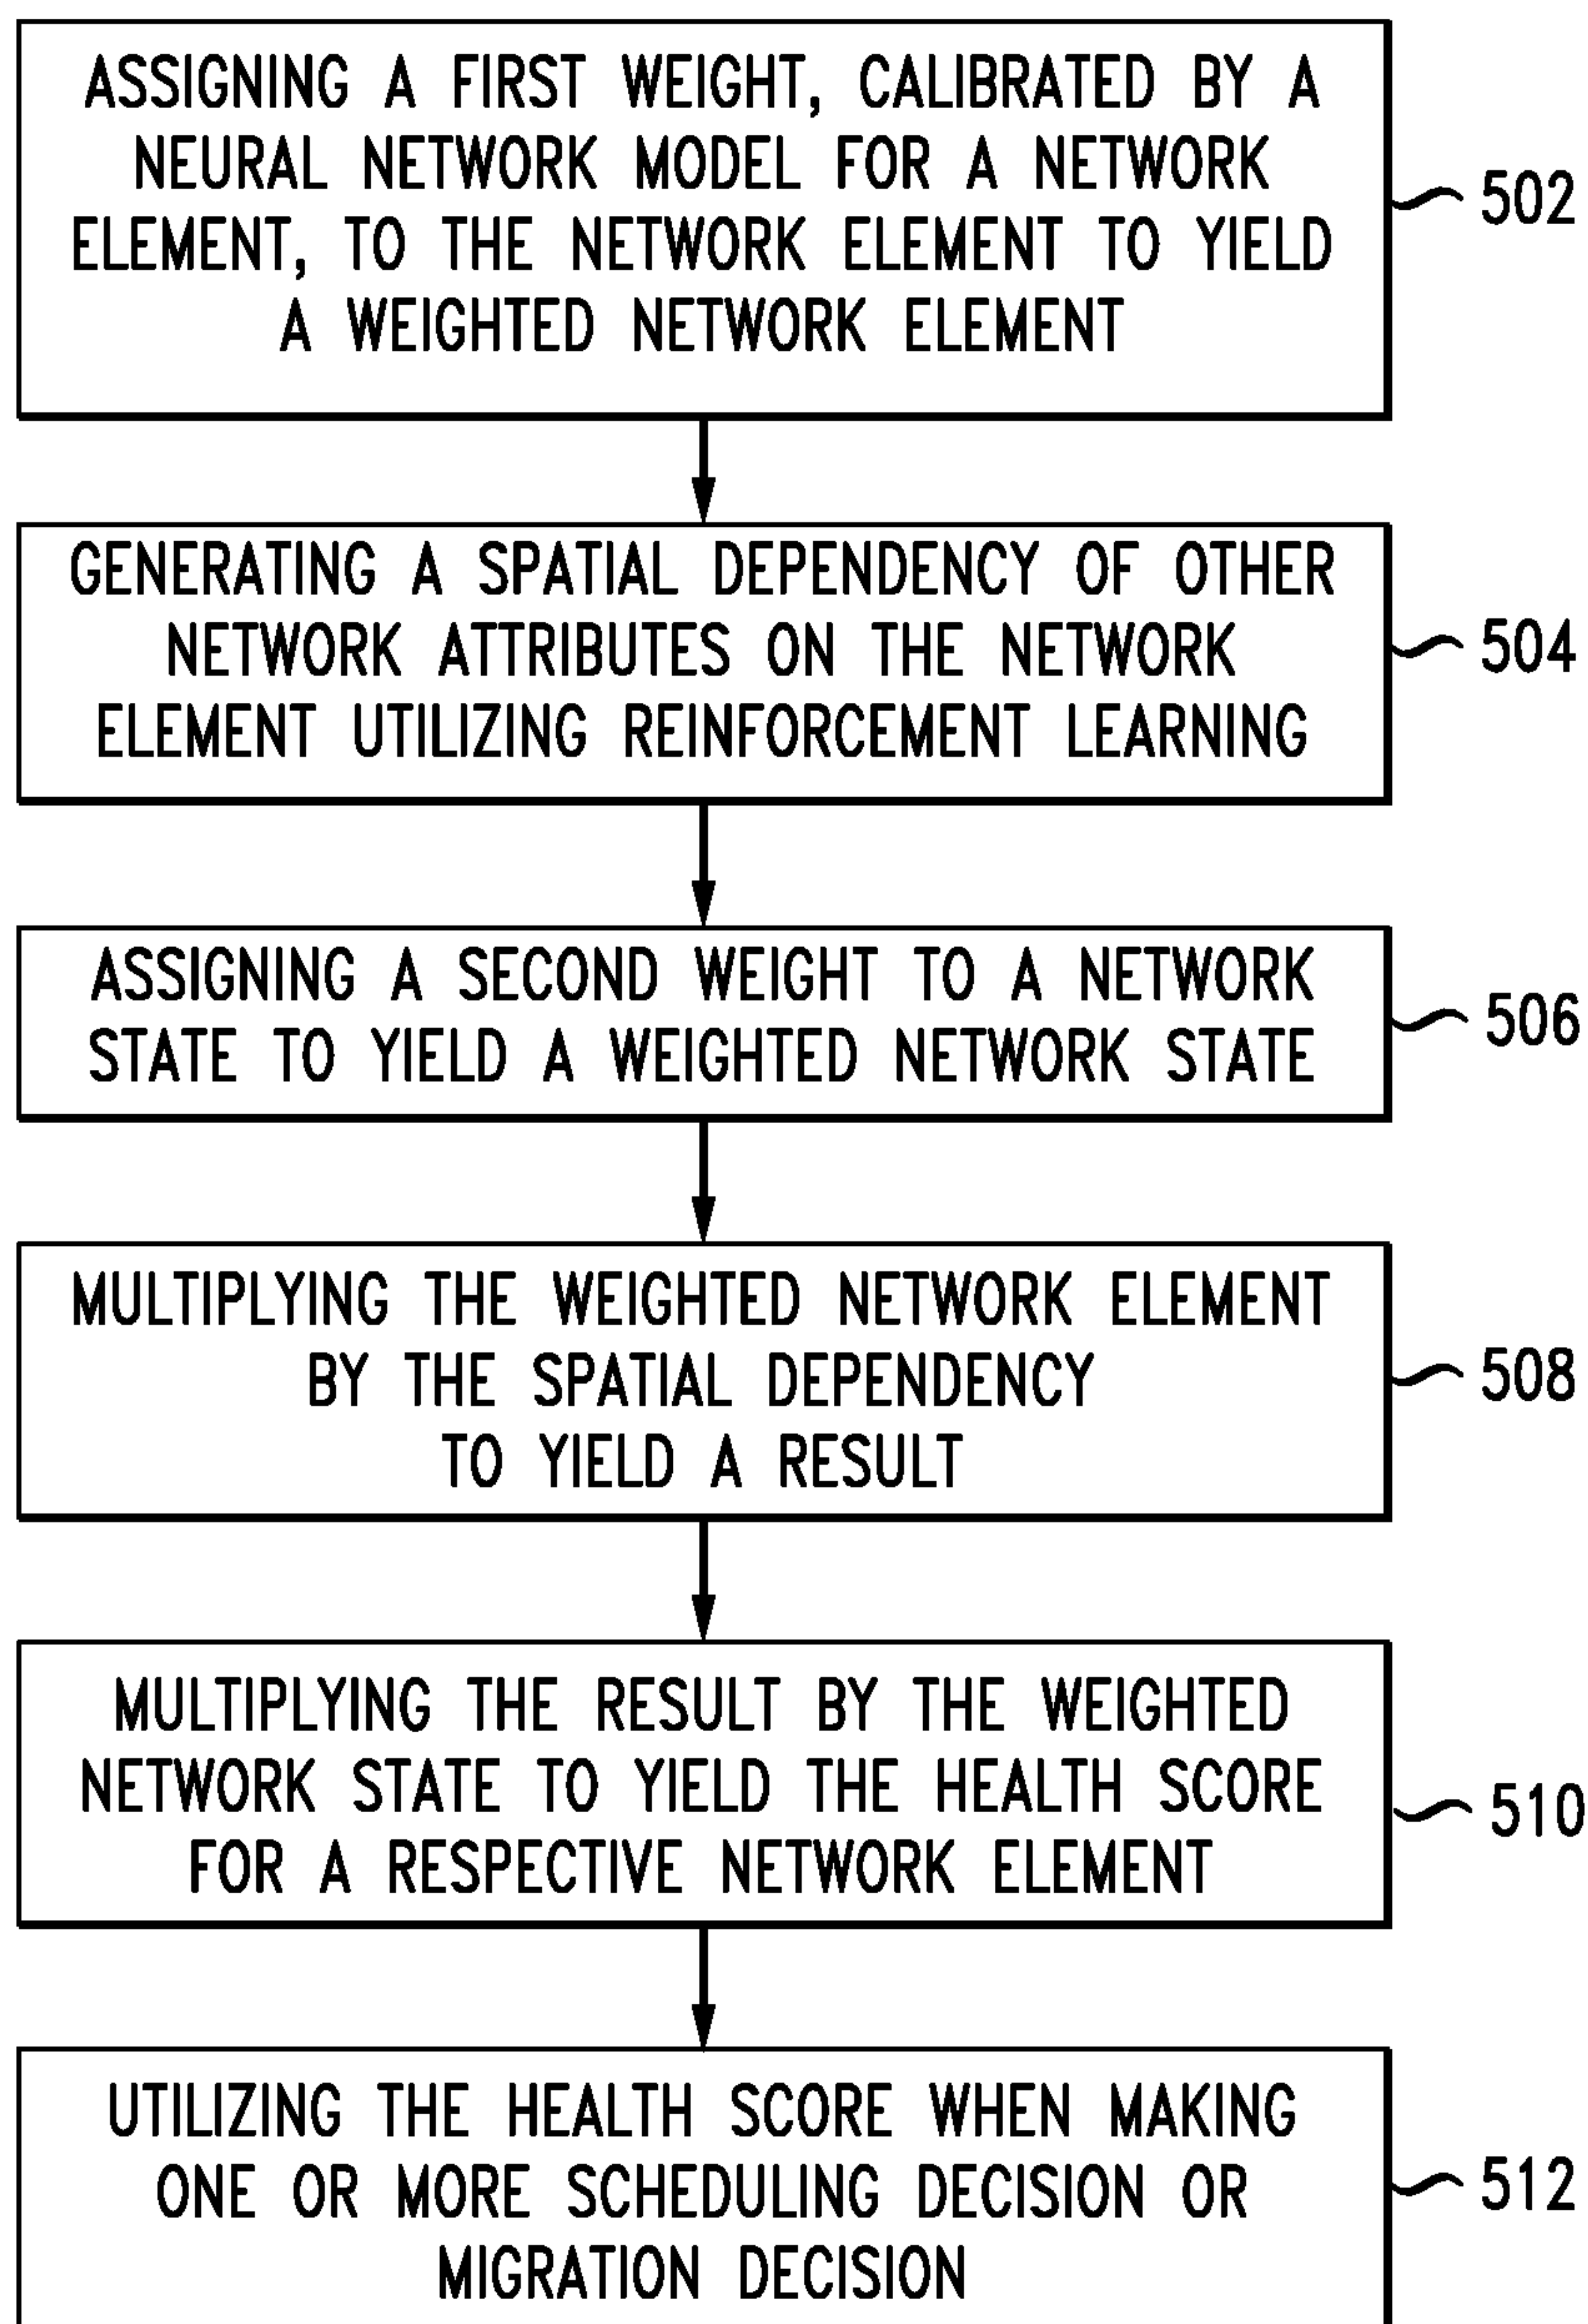 ASSIGNING A FIRST WEIGHT, CALIBRATED BY A
NEURAL NETWORK MODEL FOR A NETWORK
ELEMENT, TO THE NETWORK ELEMENT TO YIELD
A WEIGHTED NETWORK ELEMENT
502
GENERATING A SPATIAL DEPENDENCY OF OTHER
NETWORK ATTRIBUTES ON THE NETWORK
ELEMENT UTILIZING REINFORCEMENT LEARNING
504
ASSIGNING A SECOND WEIGHT TO A NETWORK
STATE TO YIELD A WEIGHTED NETWORK STATE
506
MULTIPLYING THE WEIGHTED NETWORK ELEMENT
BY THE SPATIAL DEPENDENCY
TO YIELD A RESULT
508
MULTIPLYING THE RESULT BY THE WEIGHTED
NETWORK STATE TO YIELD THE HEALTH SCORE
FOR A RESPECTIVE NETWORK ELEMENT
510
UTILIZING THE HEALTH SCORE WHEN MAKING
ONE OR MORE SCHEDULING DECISION OR
MIGRATION DECISION
512